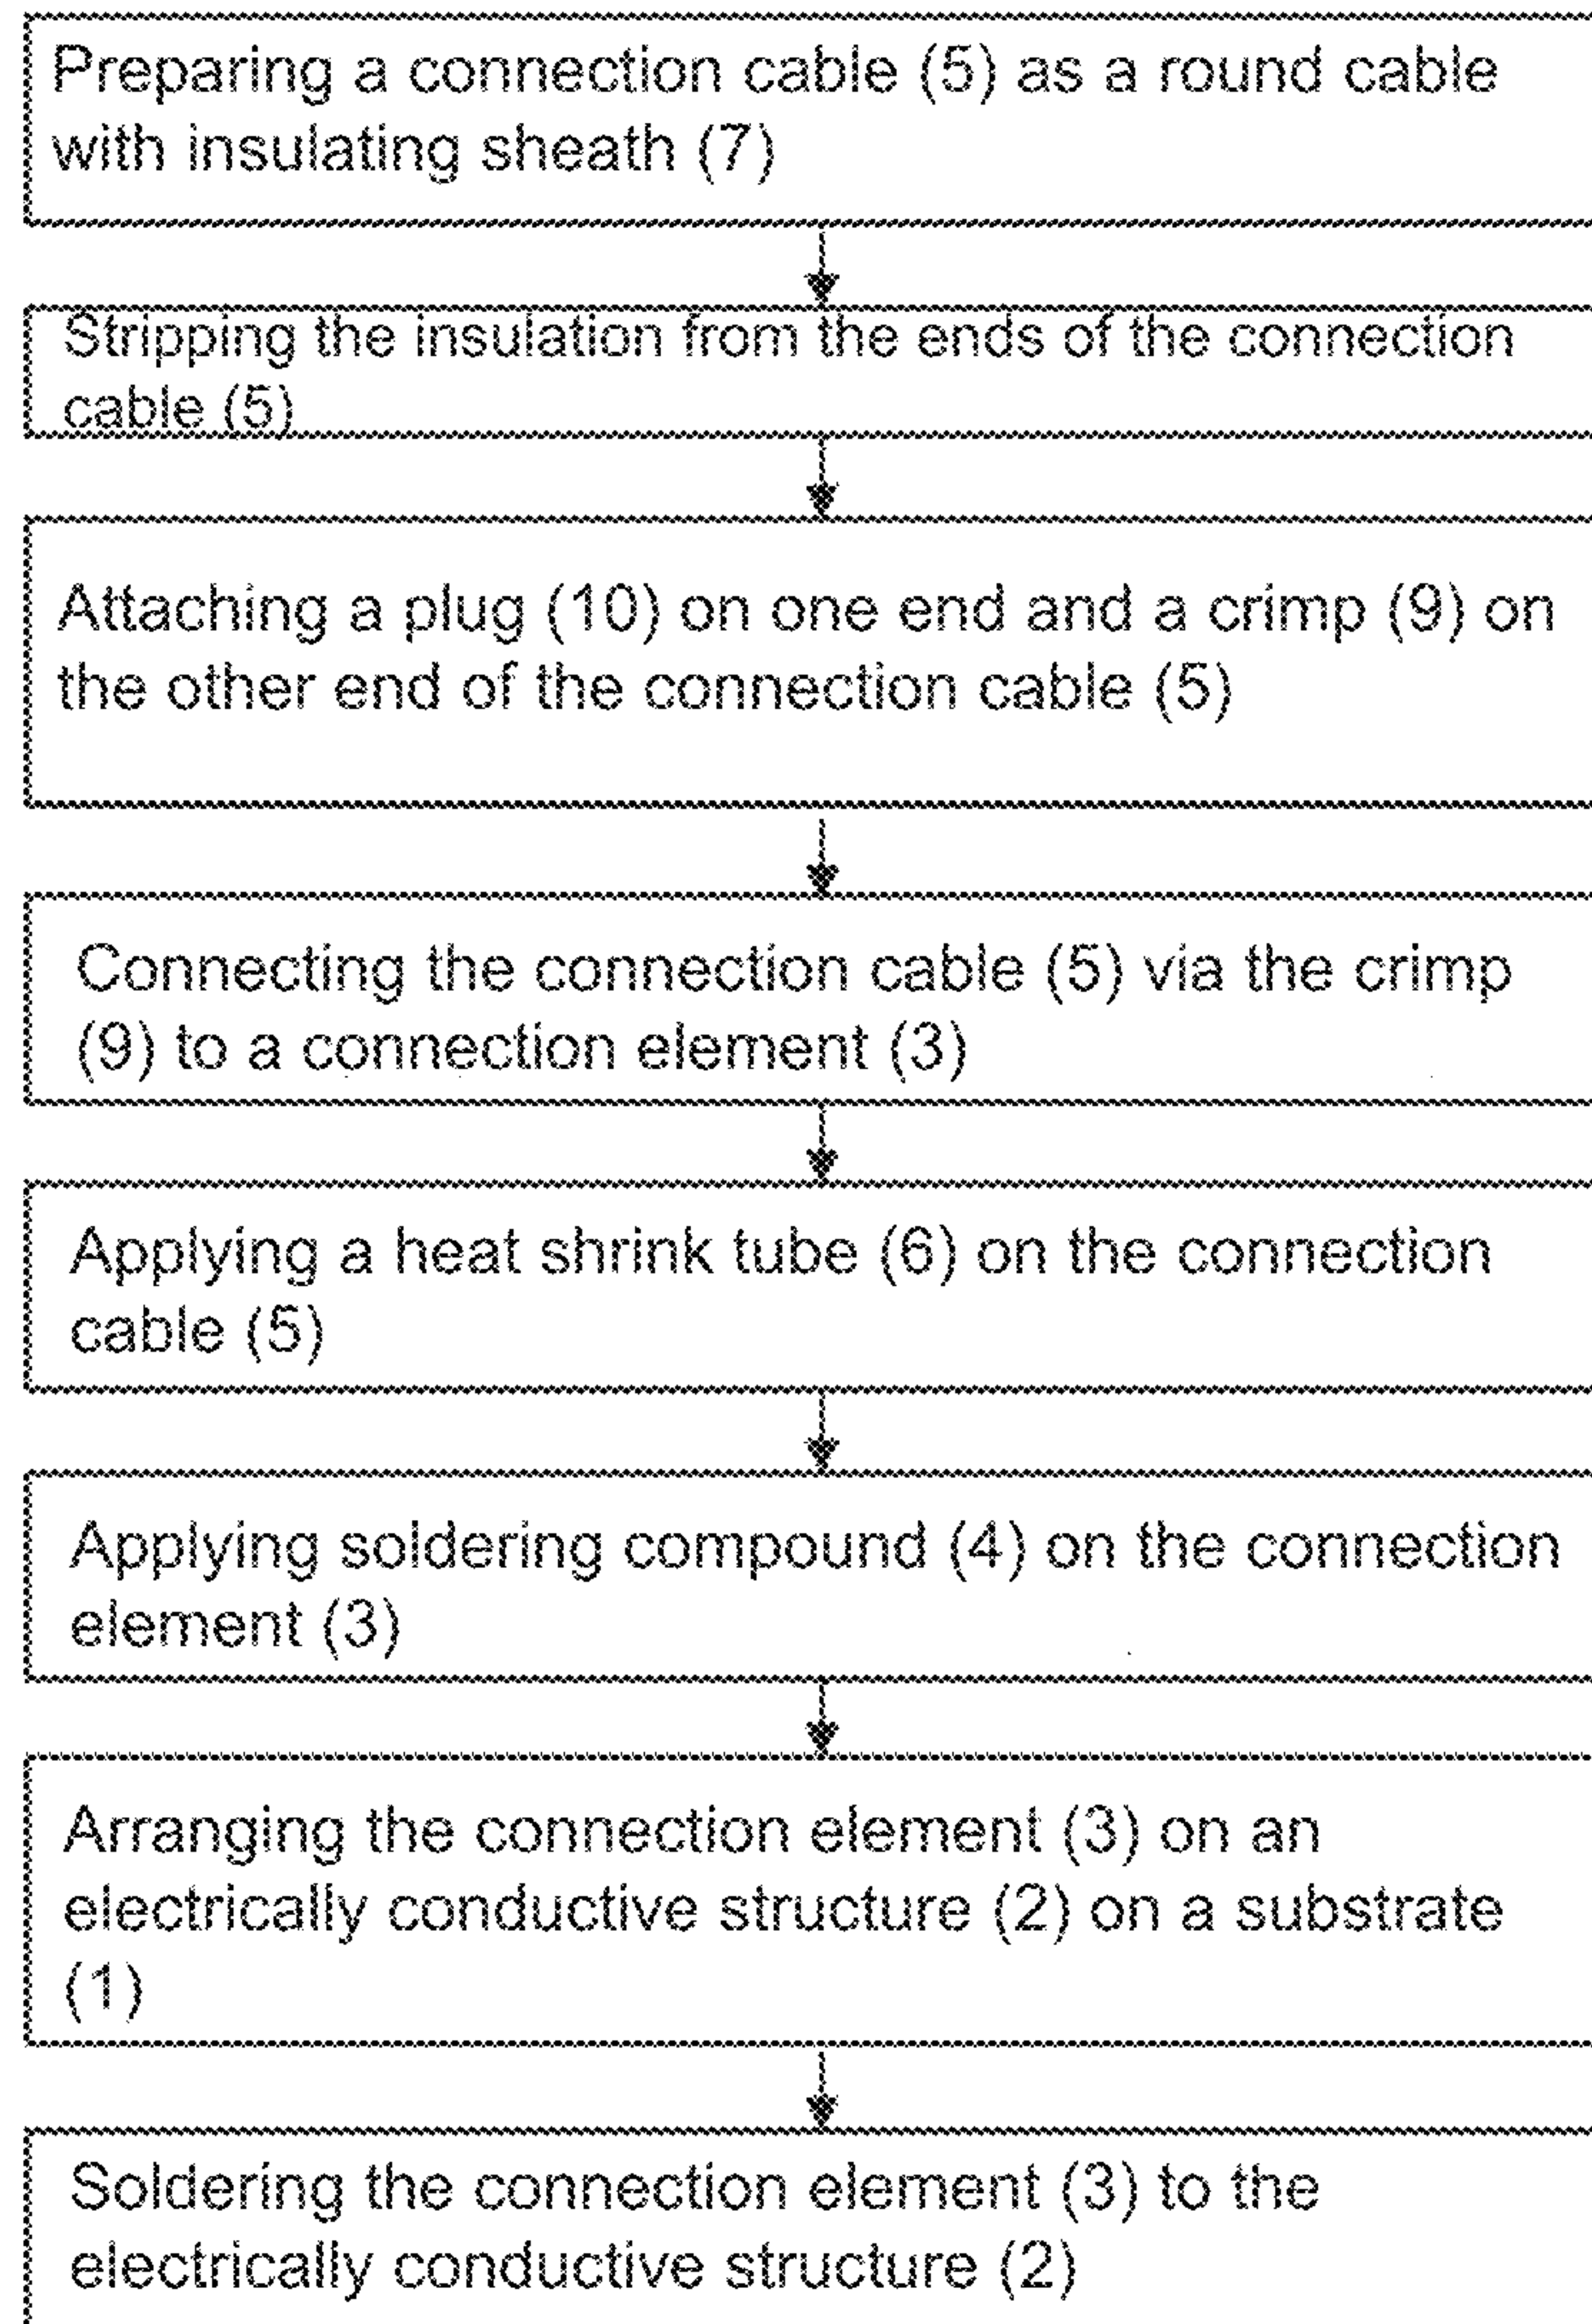 Preparing a connection cable (5) as a round cable
with insulating sheath (7)
Stripping the insulation from the ends of the connection
cable (5)
Attaching a plug (10) on one end and a crimp (9) on
the other end of the connection cable (5)
Connecting the connection cable (5) via the crimp
(9) to a connection element (3)
Applying a heat shrink tube (6) on the connection
cable (5)
Applying soldering compound (4) on the connection
element (3)
Arranging the connection element (3) on an
electrically conductive structure (2) on a substrate
(1)
Soldering the connection element (3) to the
electrically conductive structure (2)